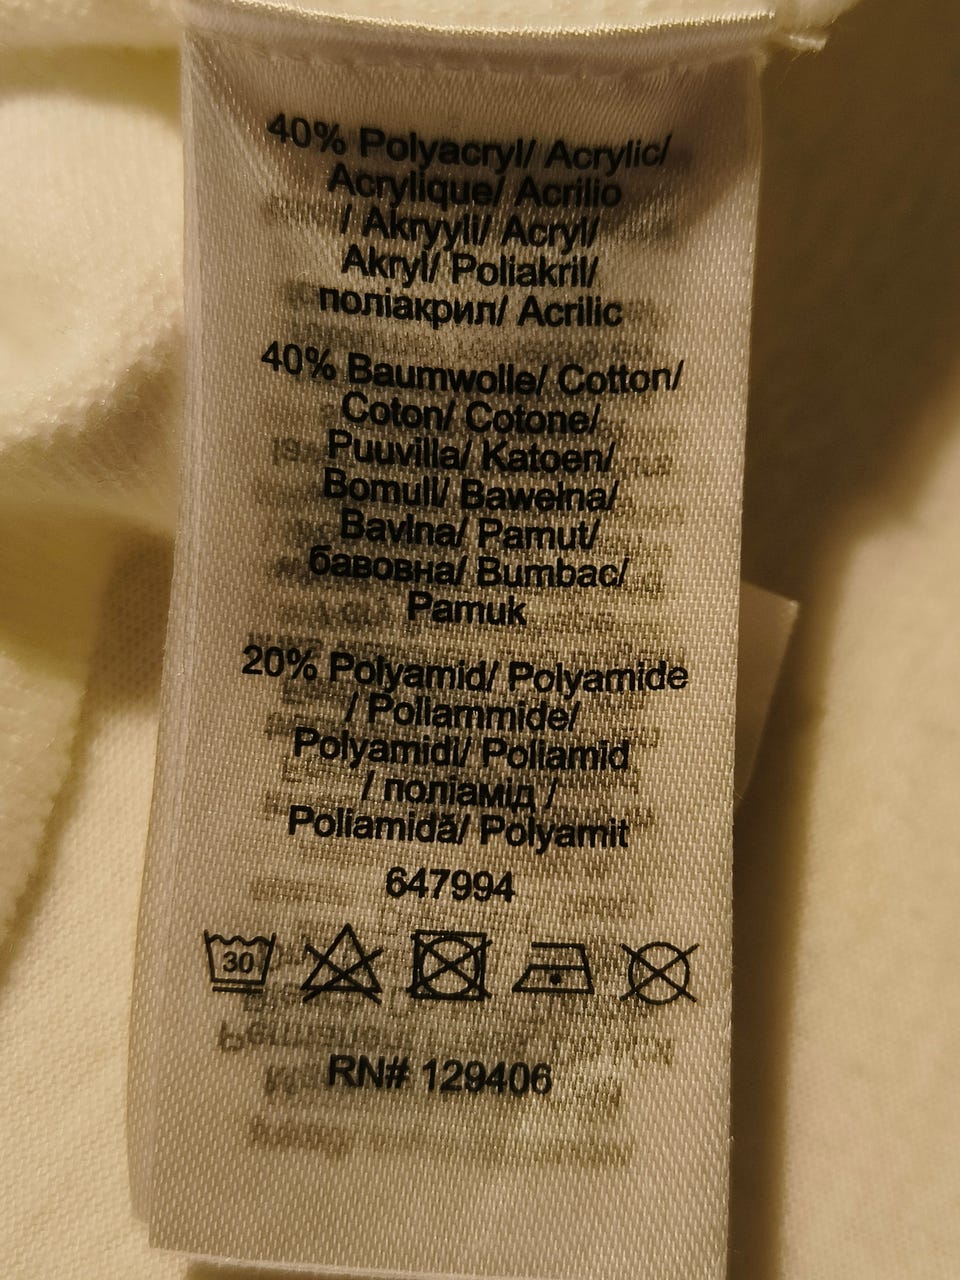 40% Polyacryl/ Acrylic/
Acrylique/ Acrilio
/ Akryyli/ Acryl/
Akryl/ Poliakril/
поліакрил/ Acrilic
40% Baumwolle/ Cotton/
Coton/ Cotone/
Puuvilla/ Katoen/
Bomull/ Bawełna/
Bavlna/ Pamut/
бавовна/ Bumbac/
Pamuk
20% Polyamid/ Polyamide
/ Poliammide/
Polyamidi/ Poliamid
/ поліамід /
Poliamidă/ Polyamit
647994
30
RN# 129406